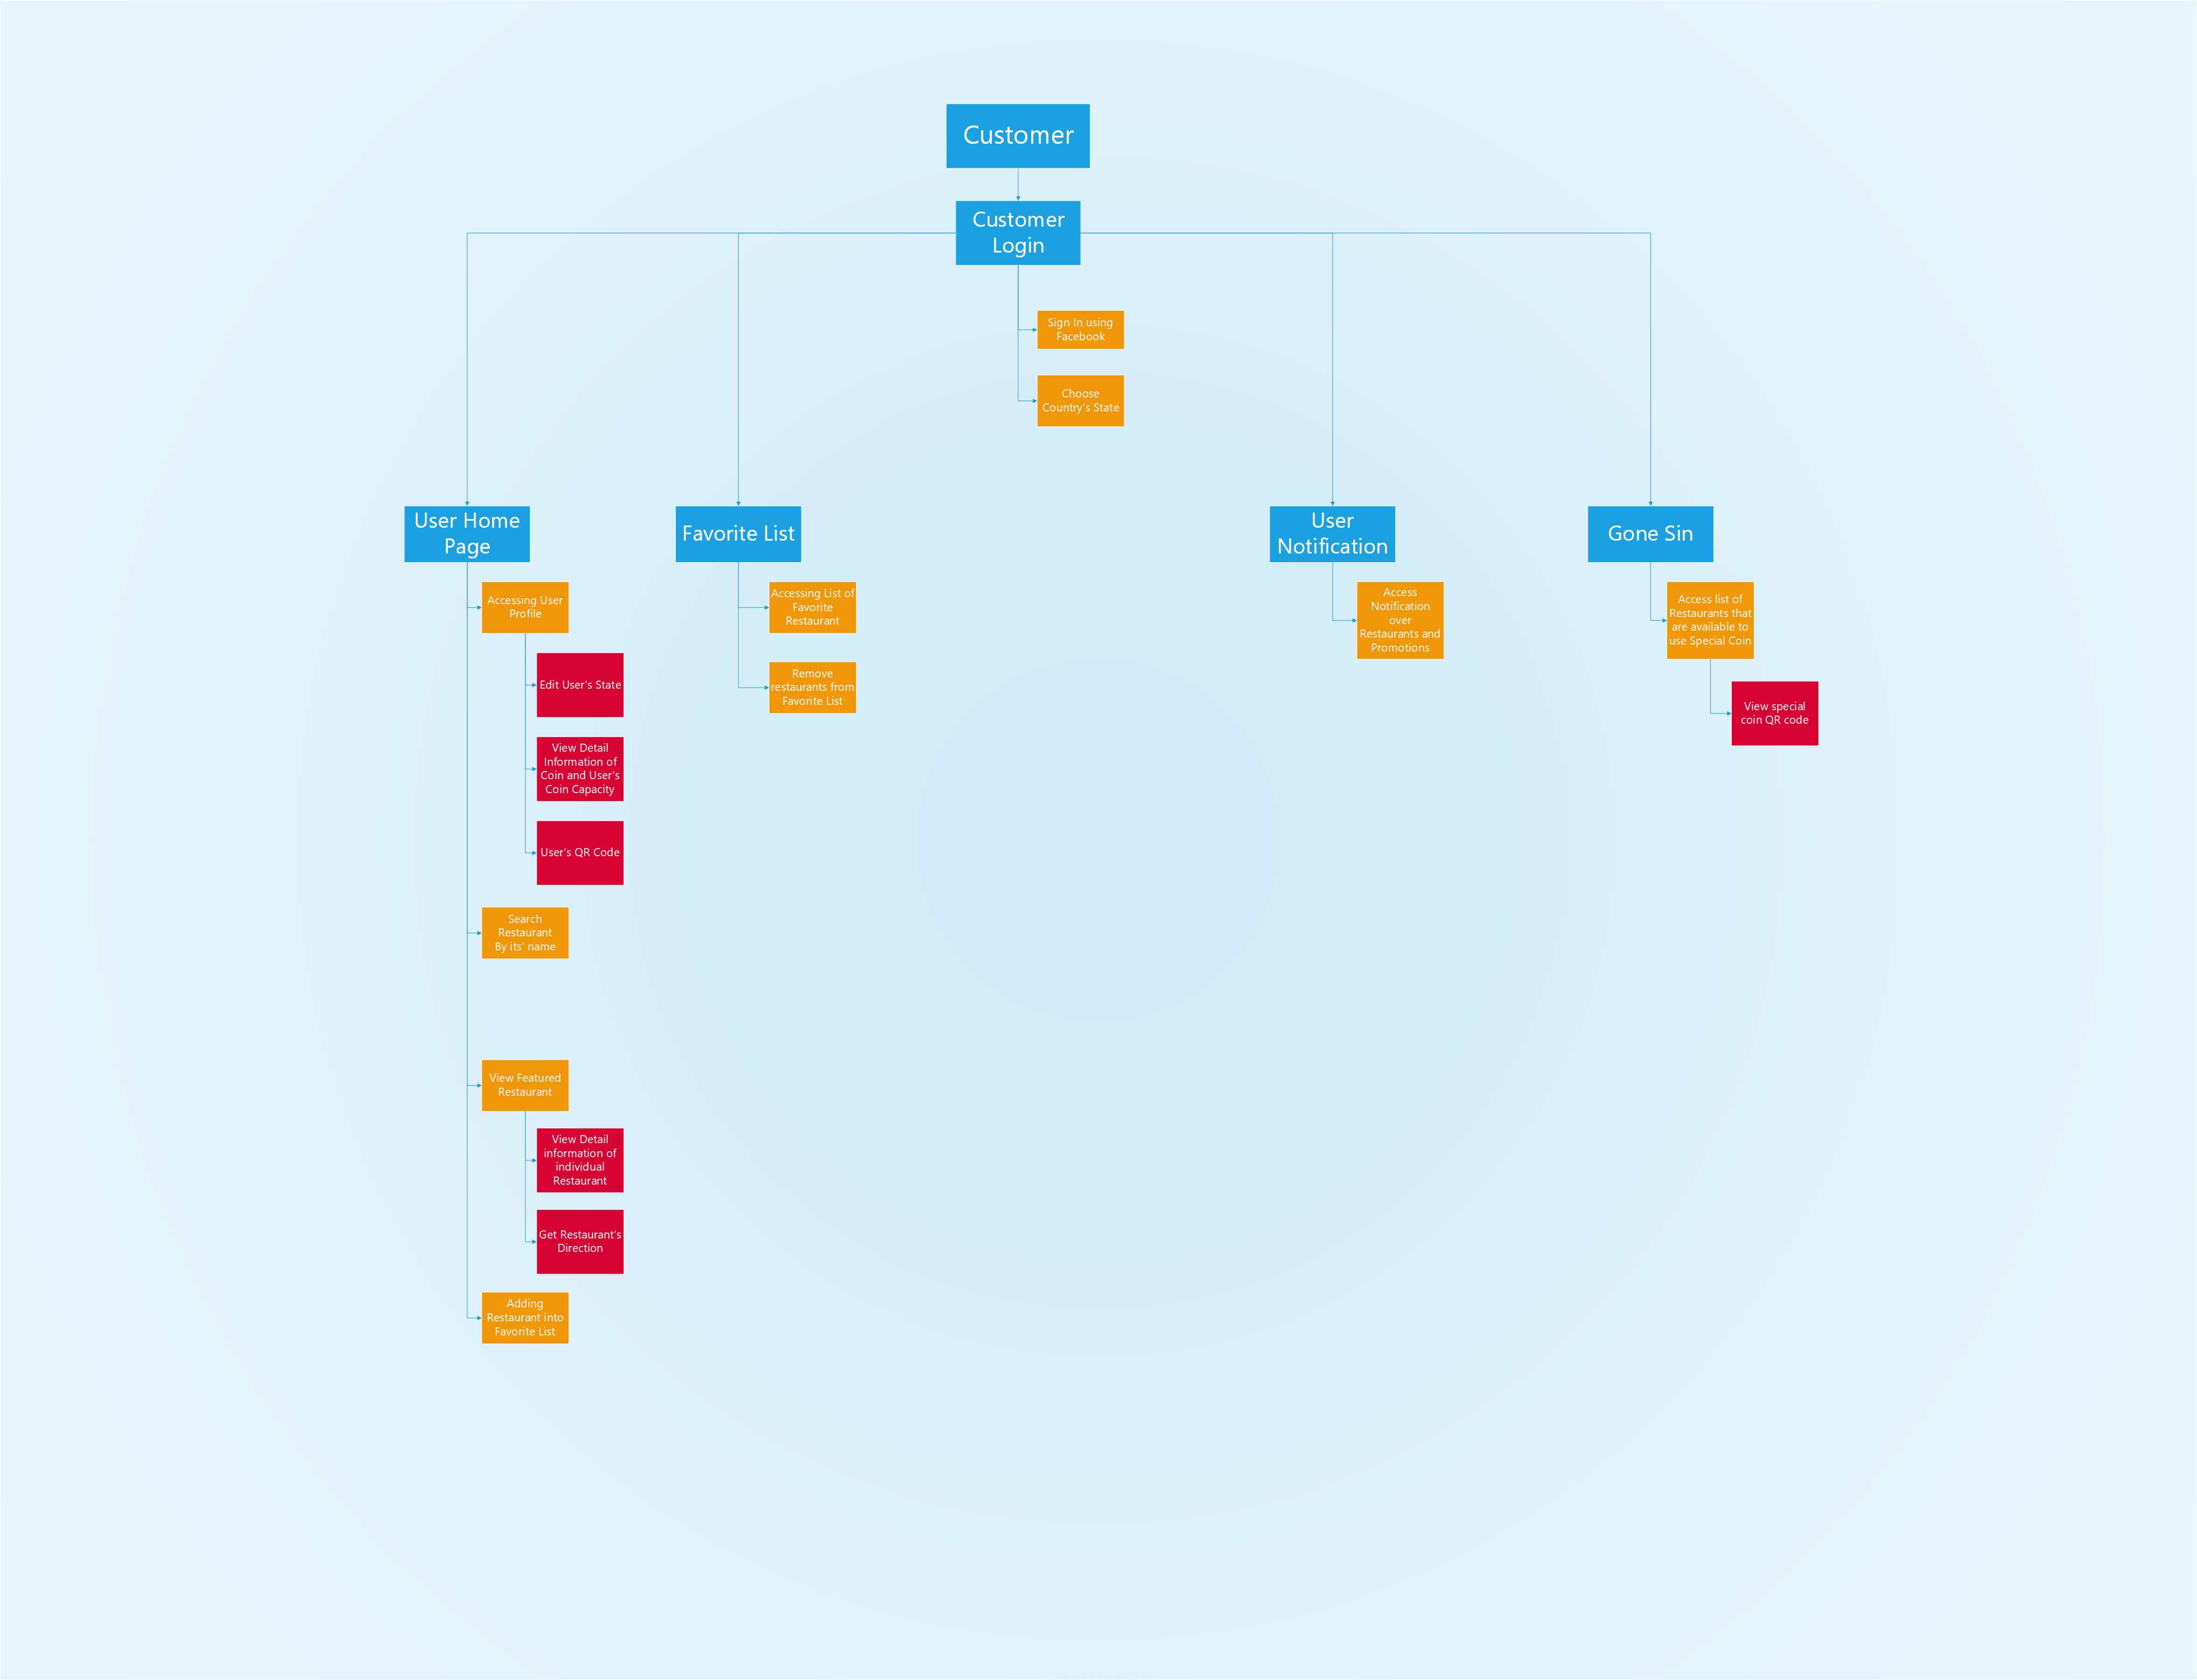 Customer
Customer
Login
Sign In using
Facebook
Choose
Country's State
User Home
Page
Favorite List
User
Notification
Gone Sin
Accessing User
Profile
Edit User's State
View Detail
Information of
Coin and User's
Coin Capacity
User's QR Code
Search
Restaurant
By its' name
View Featured
Restaurant
View Detail
information of
individual
Restaurant
Get Restaurant's
Direction
Adding
Restaurant into
Favorite List
Accessing List of
Favorite
Restaurant
Remove
restaurants from
Favorite List
Access
Notification
over
Restaurants and
Promotions
Access list of
Restaurants that
are available to
use Special Coin
View special
coin QR code